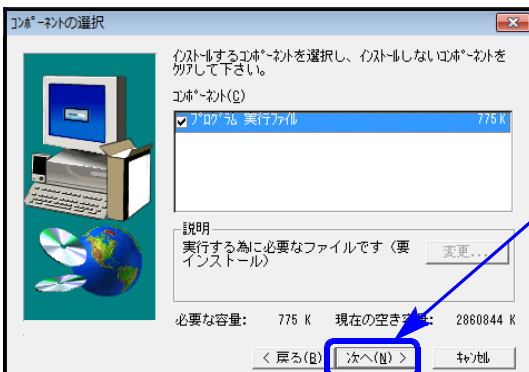 ｺﾝﾎﾟｰﾈﾝﾄの選択
ｲﾝｽﾄｰﾙするｺﾝﾎﾟｰﾈﾝﾄを選択し、ｲﾝｽﾄｰﾙしないｺﾝﾎﾟｰﾈﾝﾄを
ｸﾘｱして下さい。
ｺﾝﾎﾟｰﾈﾝﾄ(C)
ﾌﾟﾛｸﾞﾗﾑ 実行ﾌｧｲﾙ 775 K
説明
実行する為に必要なファイルです（要
インストール）
変更...
必要な容量: 775 K 現在の空き容量: 2860844 K
< 戻る(B) 次へ(N) > ｷｬﾝｾﾙ